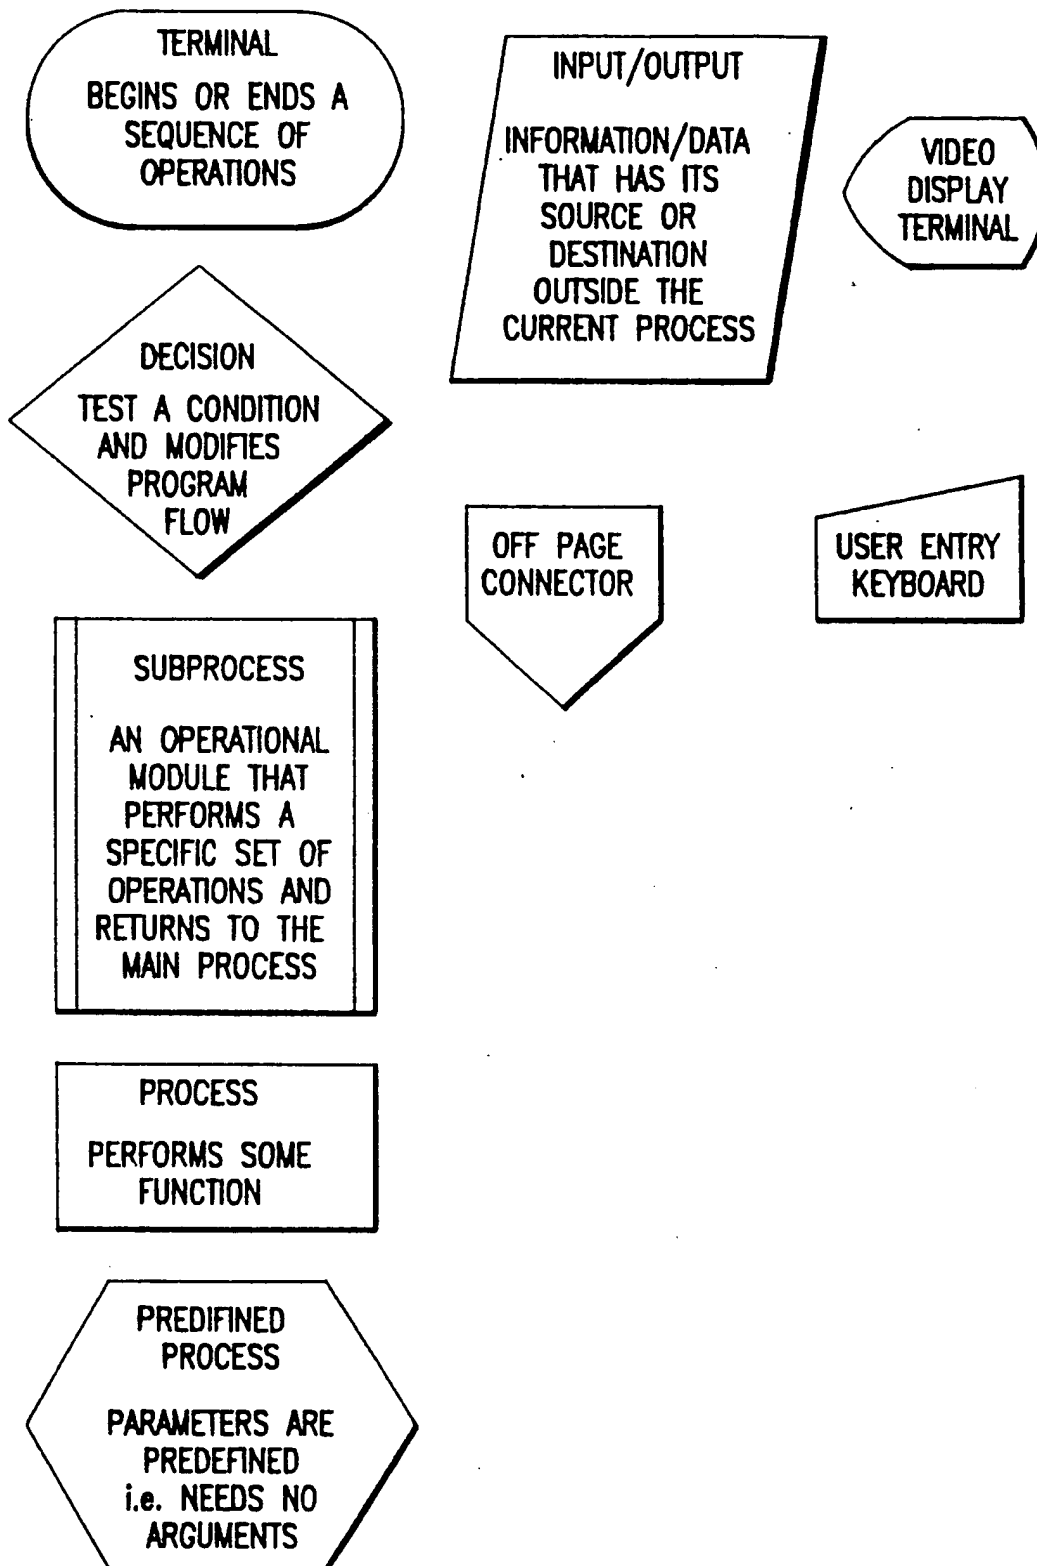 TERMINAL
BEGINS OR ENDS A
SEQUENCE OF
OPERATIONS
DECISION
TEST A CONDITION
AND MODIFIES
PROGRAM
FLOW
SUBPROCESS
AN OPERATIONAL
MODULE THAT
PERFORMS A
SPECIFIC SET OF
OPERATIONS AND
RETURNS TO THE
MAIN PROCESS
PROCESS
PERFORMS SOME
FUNCTION
PREDIFINED
PROCESS
PARAMETERS ARE
PREDEFINED
i.e. NEEDS NO
ARGUMENTS
INPUT/OUTPUT
INFORMATION/DATA
THAT HAS ITS
SOURCE OR
DESTINATION
OUTSIDE THE
CURRENT PROCESS
OFF PAGE
CONNECTOR
VIDEO
DISPLAY
TERMINAL
USER ENTRY
KEYBOARD